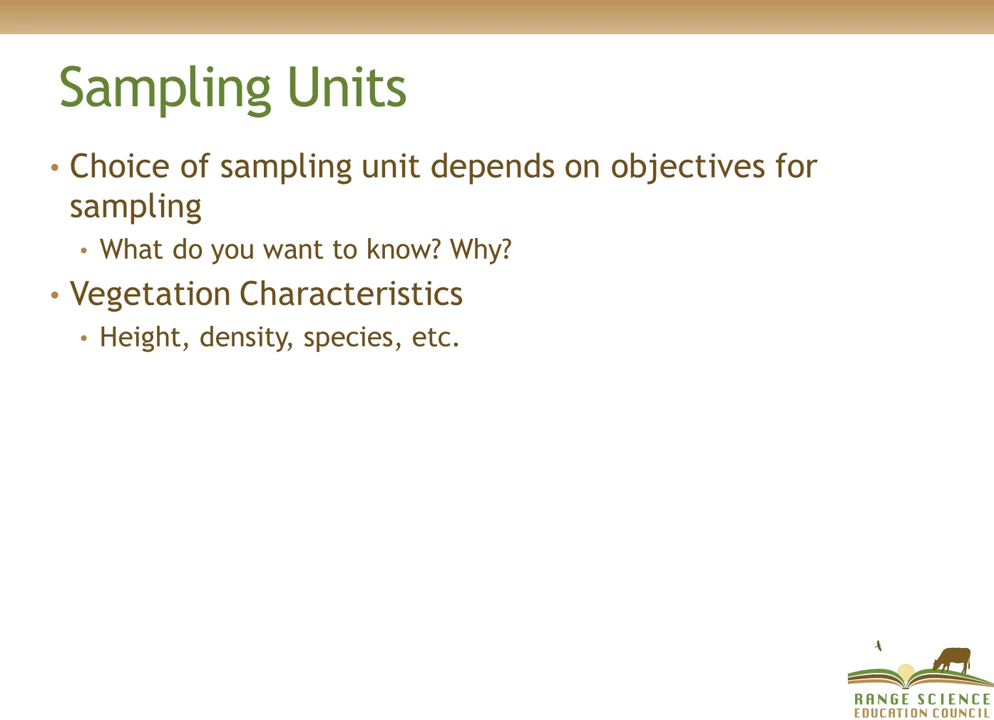 Sampling Units
• Choice of sampling unit depends on objectives for
sampling
• What do you want to know? Why?
• Vegetation Characteristics
• Height, density, species, etc.
RANGE SCIENCE
EDUCATION COUNCIL